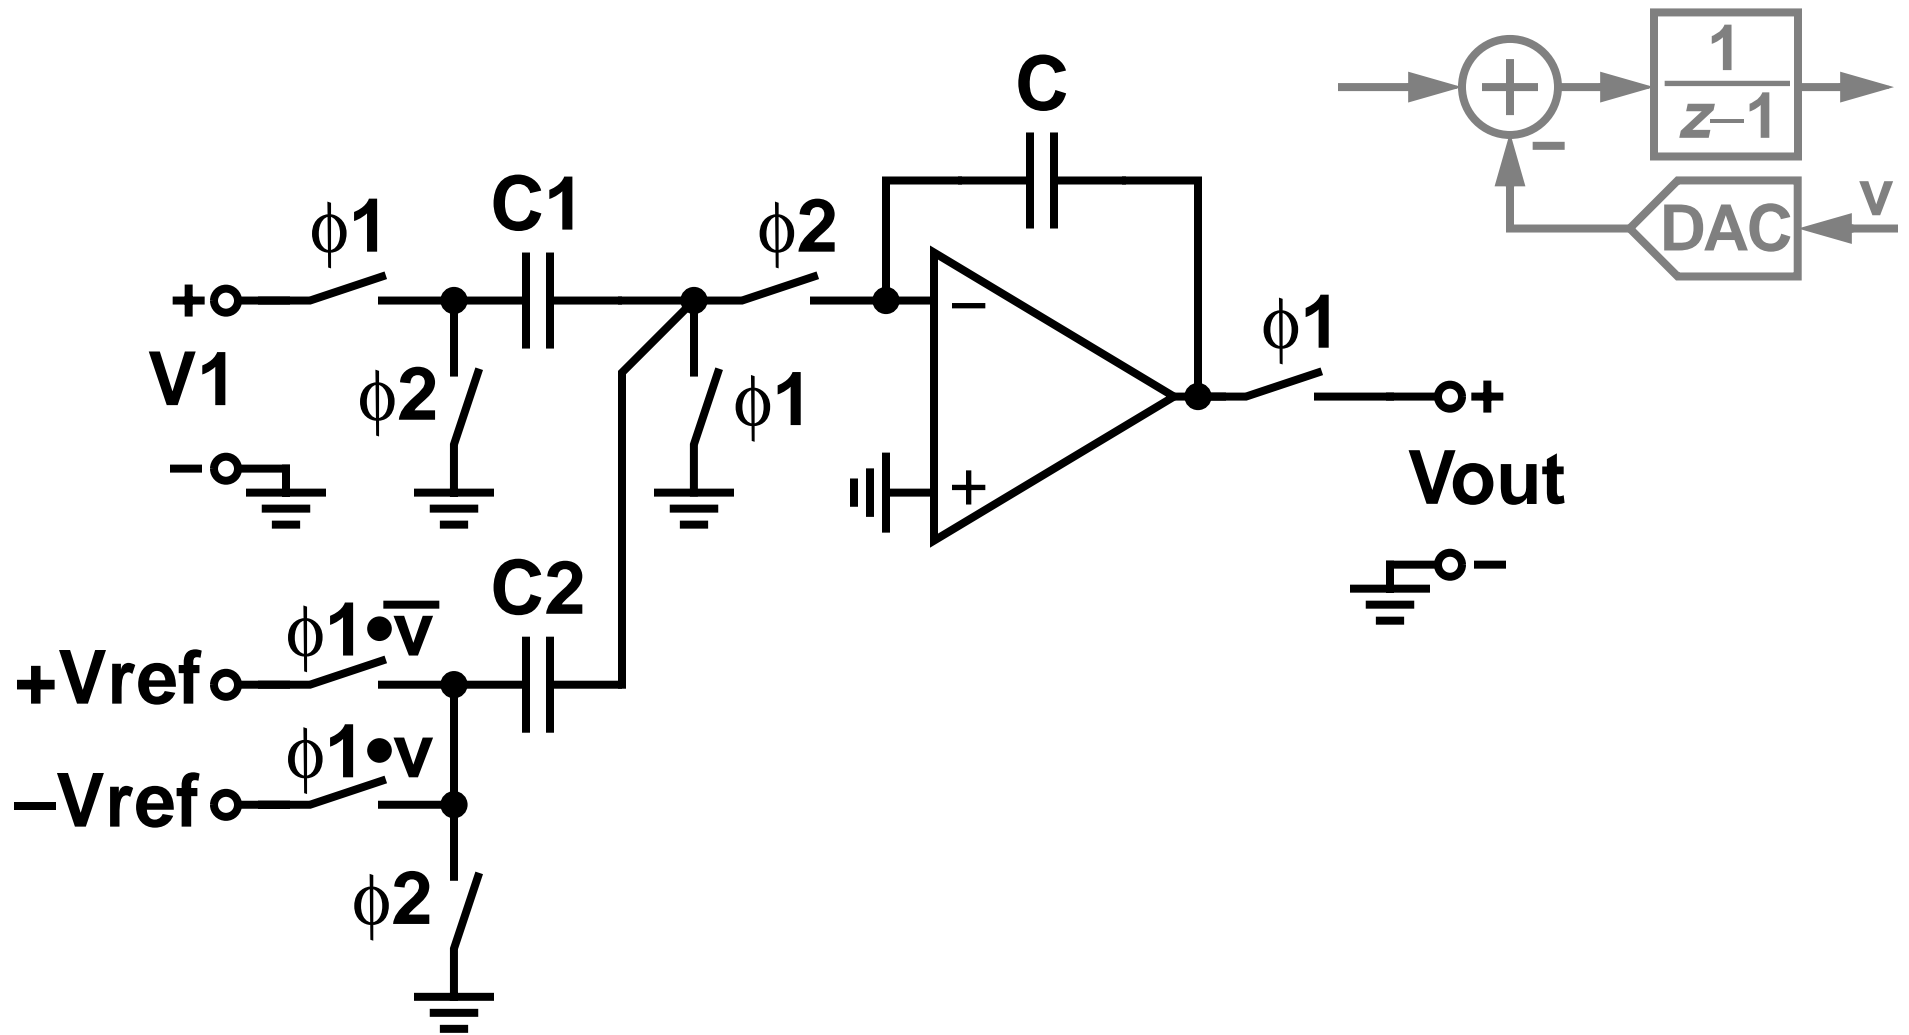 C
1
z–1
C1
ϕ1
ϕ2
+
–
DAC
v
+
V1
–
ϕ2
ϕ1
–
+
ϕ1
+
Vout
–
C2
ϕ1•v̅
+Vref
ϕ1•v
–Vref
ϕ2